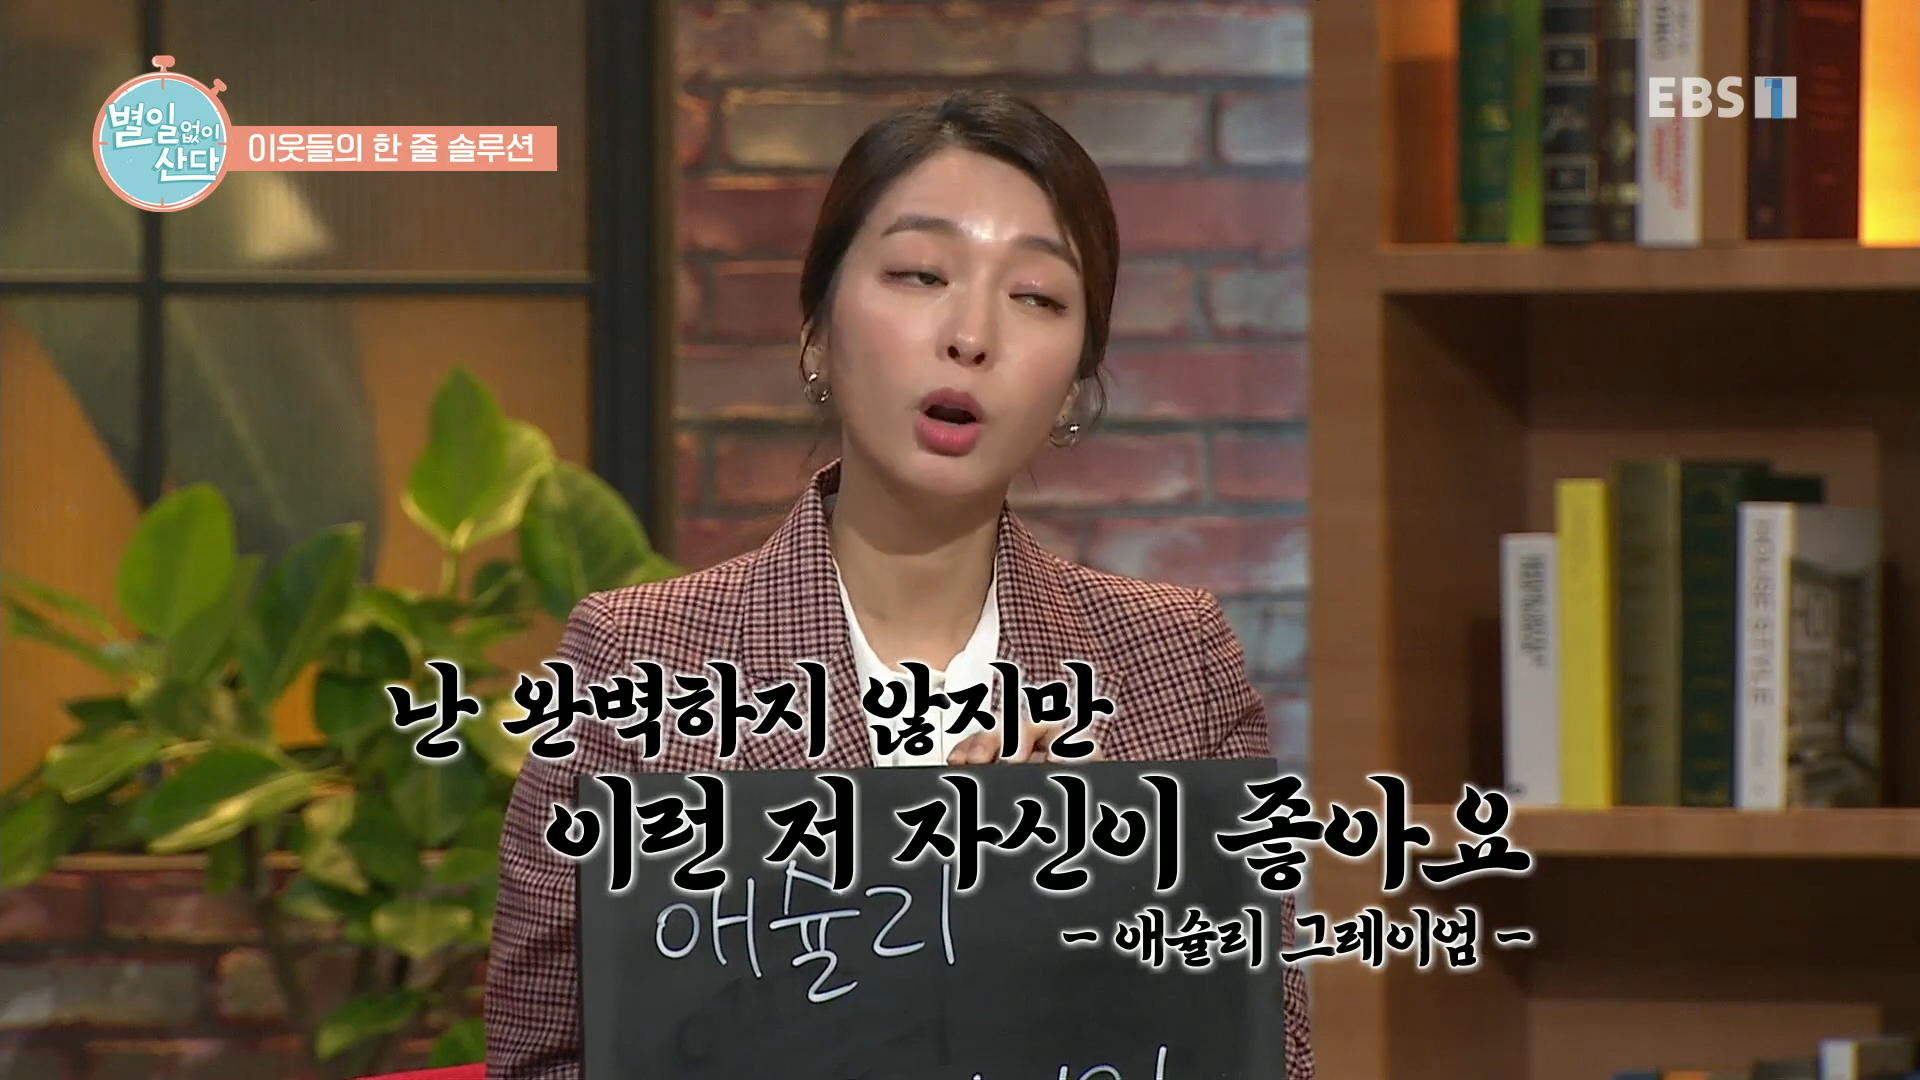 별일없이
산다
이웃들의 한 줄 솔루션
EBS 1
난 완벽하지 않지만
이런 저 자신이 좋아요
- 애슐리 그레이엄 -
애슐리
HOUSE STYLE